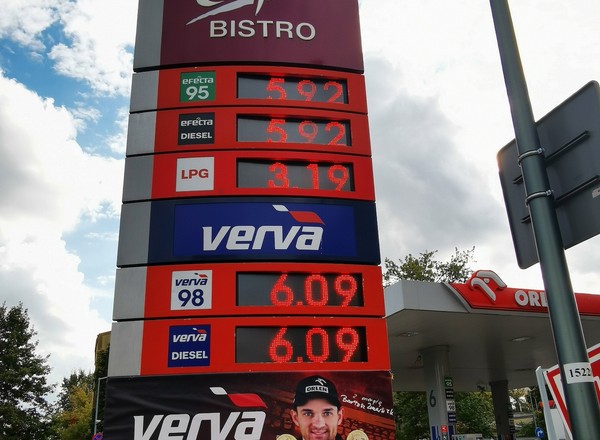 BISTRO
efecta
95
5.92
efecta
DIESEL
5.92
LPG
3.19
verva
verva
98
6.09
verva
DIESEL
6.09
verva
ORLEN
6
1522